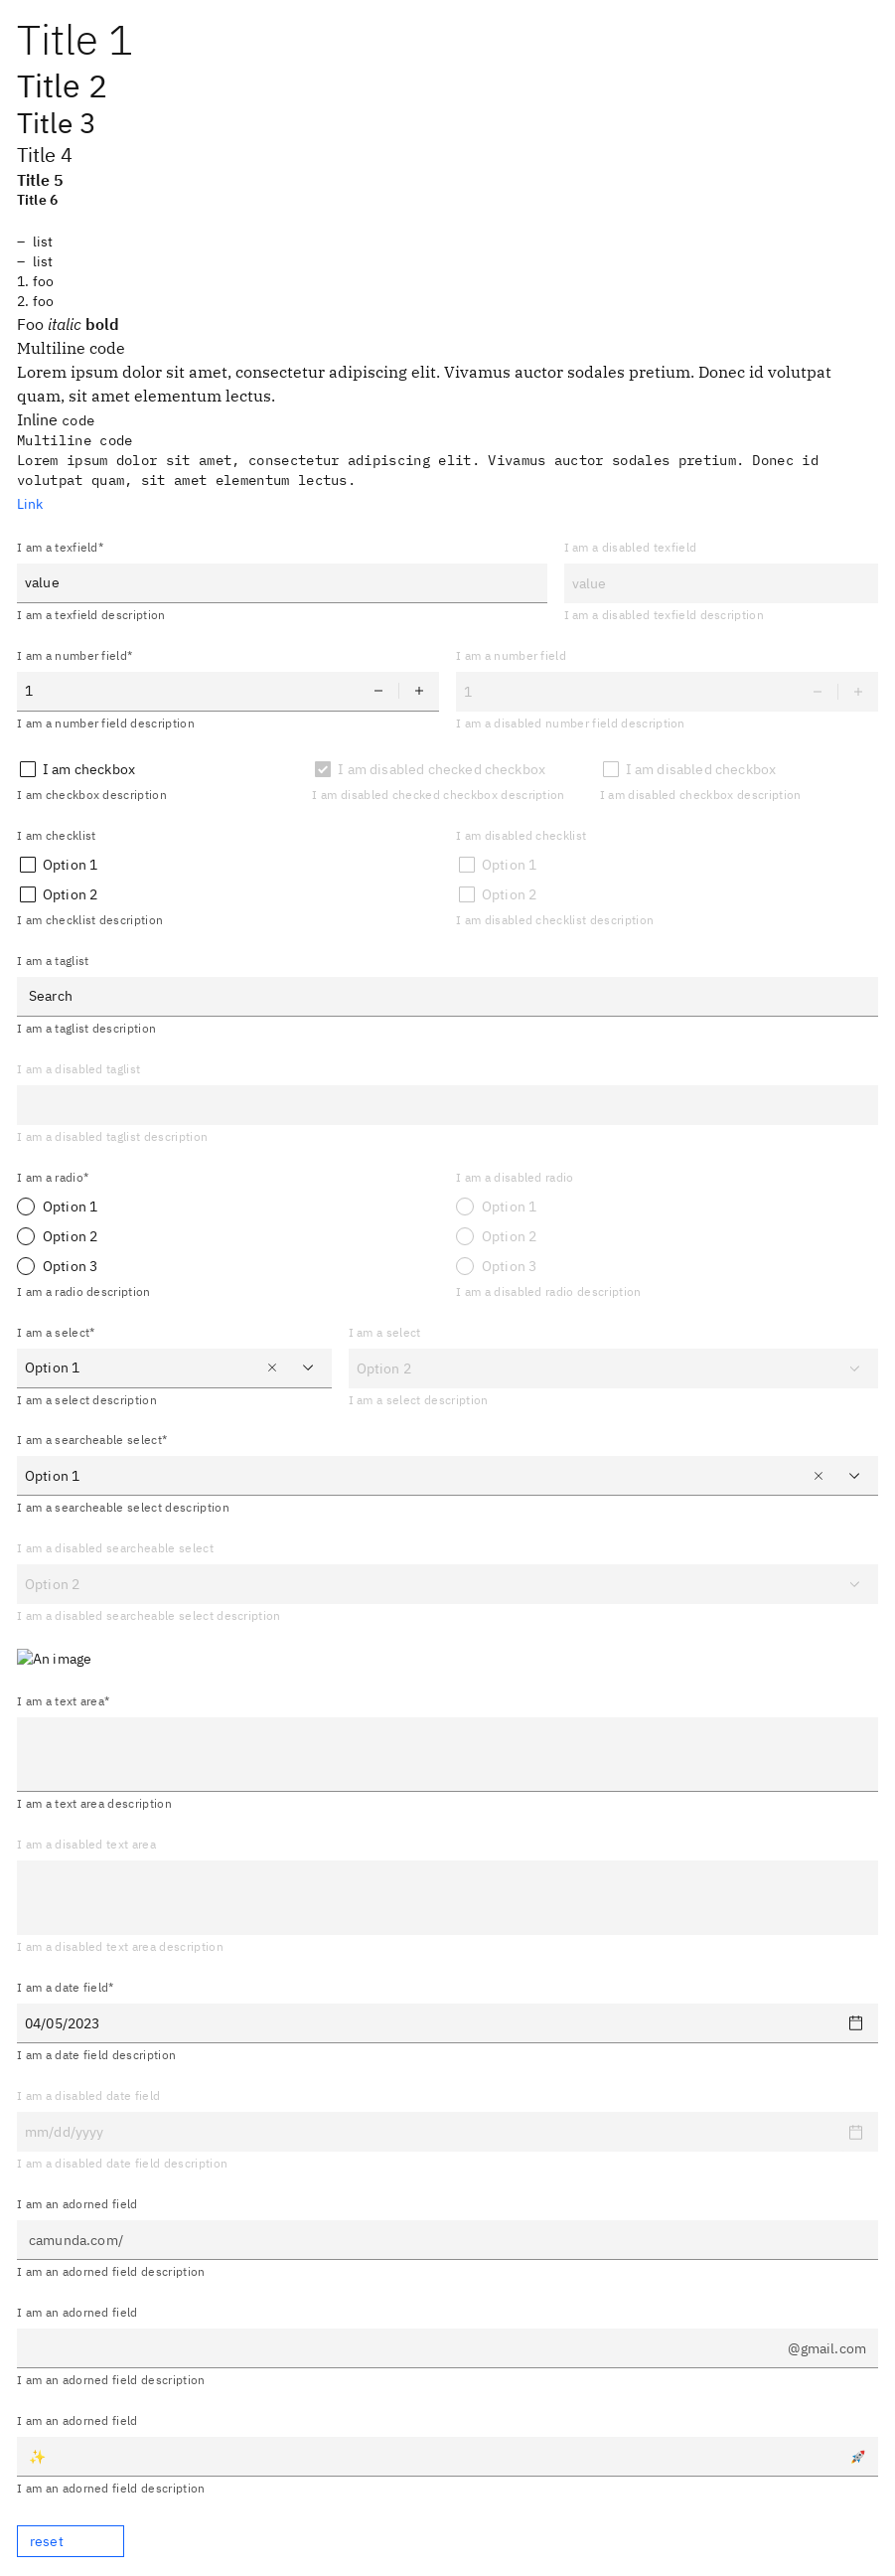 Title 1
Title 2
Title 3
Title 4
Title 5
Title 6
– list
– list
1. foo
2. foo
Foo italic bold
Multiline code
Lorem ipsum dolor sit amet, consectetur adipiscing elit. Vivamus auctor sodales pretium. Donec id volutpat
quam, sit amet elementum lectus.
Inline code
Multiline code
Lorem ipsum dolor sit amet, consectetur adipiscing elit. Vivamus auctor sodales pretium. Donec id
volutpat quam, sit amet elementum lectus.
Link
I am a texfield* I am a disabled texfield
value value
I am a texfield description I am a disabled texfield description
I am a number field* I am a number field
1 1
I am a number field description I am a disabled number field description
I am checkbox I am disabled checked checkbox I am disabled checkbox
I am checkbox description I am disabled checked checkbox description I am disabled checkbox description
I am checklist I am disabled checklist
Option 1 Option 1
Option 2 Option 2
I am checklist description I am disabled checklist description
I am a taglist
Search
I am a taglist description
I am a disabled taglist
I am a disabled taglist description
I am a radio* I am a disabled radio
Option 1 Option 1
Option 2 Option 2
Option 3 Option 3
I am a radio description I am a disabled radio description
I am a select* I am a select
Option 1 Option 2
I am a select description I am a select description
I am a searcheable select*
Option 1
I am a searcheable select description
I am a disabled searcheable select
Option 2
I am a disabled searcheable select description
An image
I am a text area*
I am a text area description
I am a disabled text area
I am a disabled text area description
I am a date field*
04/05/2023
I am a date field description
I am a disabled date field
mm/dd/yyyy
I am a disabled date field description
I am an adorned field
camunda.com/
I am an adorned field description
I am an adorned field
@gmail.com
I am an adorned field description
I am an adorned field
✨ 🚀
I am an adorned field description
reset